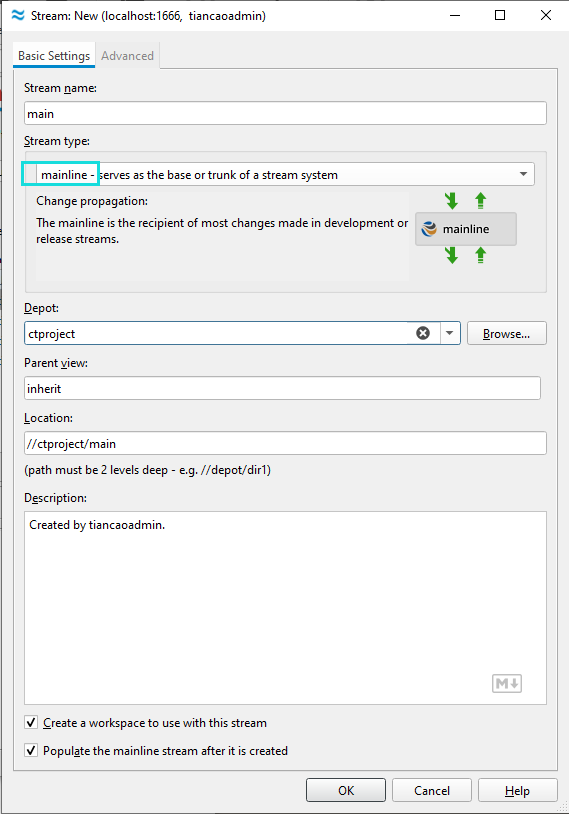 Stream: New (localhost:1666,  tiancaoadmin)
Basic Settings
Advanced
Stream name:
main
Stream type:
mainline - serves as the base or trunk of a stream system
Change propagation:
The mainline is the recipient of most changes made in development or
release streams.
mainline
Depot:
ctproject
Browse...
Parent view:
inherit
Location:
//ctproject/main
(path must be 2 levels deep - e.g. //depot/dir1)
Description:
Created by tiancaoadmin.
M
Create a workspace to use with this stream
Populate the mainline stream after it is created
OK
Cancel
Help